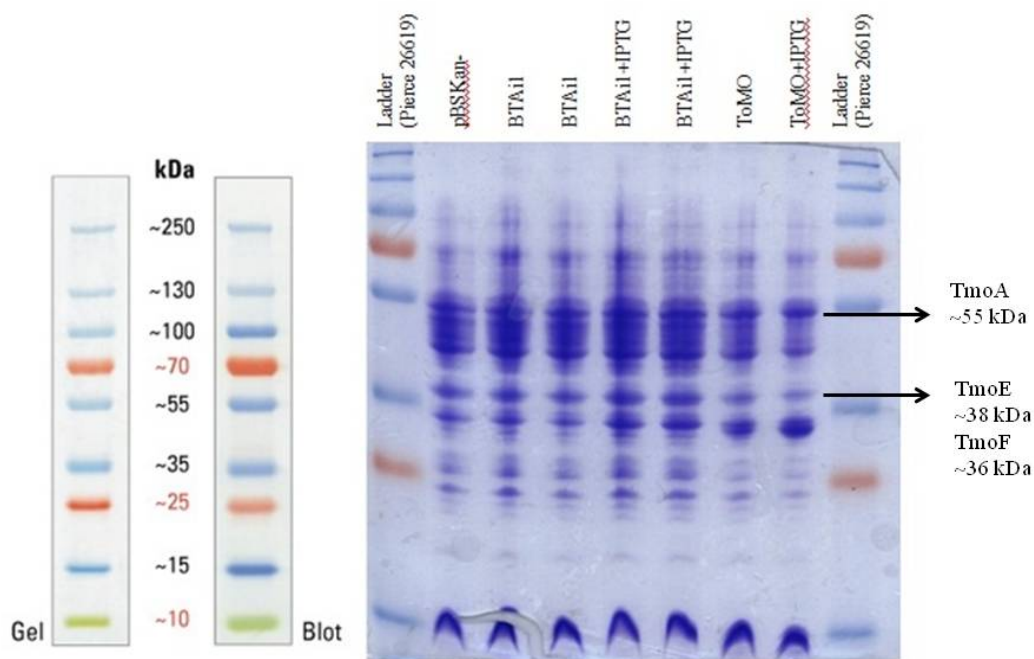 Ladder
(Pierce 26619)
pBSKan-
BTAi1
BTAi1
BTAi1+IPTG
BTAi1+IPTG
ToMO
ToMO+IPTG
Ladder
(Pierce 26619)
kDa
~250
~130
~100
~70
~55
~35
~25
~15
~10
Gel
Blot
TmoA
~55 kDa
TmoE
~38 kDa
TmoF
~36 kDa